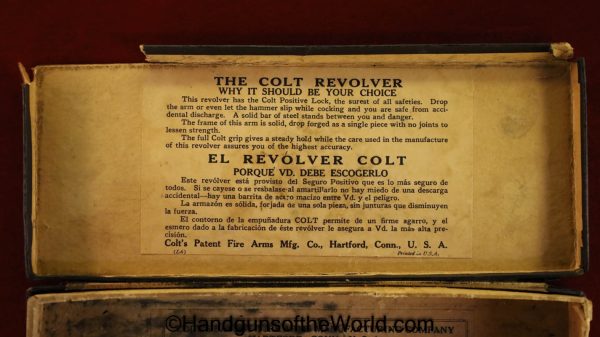 THE COLT REVOLVER
WHY IT SHOULD BE YOUR CHOICE
This revolver has the Colt Positive Lock, the surest of all safeties. Drop
the arm or even let the hammer slip while cocking and you are safe from acci-
dental discharge. A solid bar of steel stands between you and danger.
The frame of this arm is solid, drop forged as a single piece with no joints to
lessen strength.
The full Colt grip gives a steady hold while the care used in the manufacture
of this revolver assures you of the highest accuracy.
EL REVÓLVER COLT
PORQUE VD. DEBE ESCOGERLO
Este revólver está provisto del Seguro Positivo que es lo más seguro de
todos. Si se cayese o se resbalase al amartillarlo no hay miedo de una descarga
accidental—hay una barrita de acero macizo entre Vd. y el peligro.
La armazón es sólida, forjada de una sola pieza, sin junturas que disminuyen
la fuerza.
El contorno de la empuñadura COLT permite de un firme agarro, y el
esmero dado a la fabricación de éste revólver le asegura a Vd. la más alta pre-
cisión.
Colt's Patent Fire Arms Mfg. Co., Hartford, Conn., U. S. A.
(LA) Printed in U.S.A.
©HandgunsoftheWorld.com
MANUFACTURING COMPANY